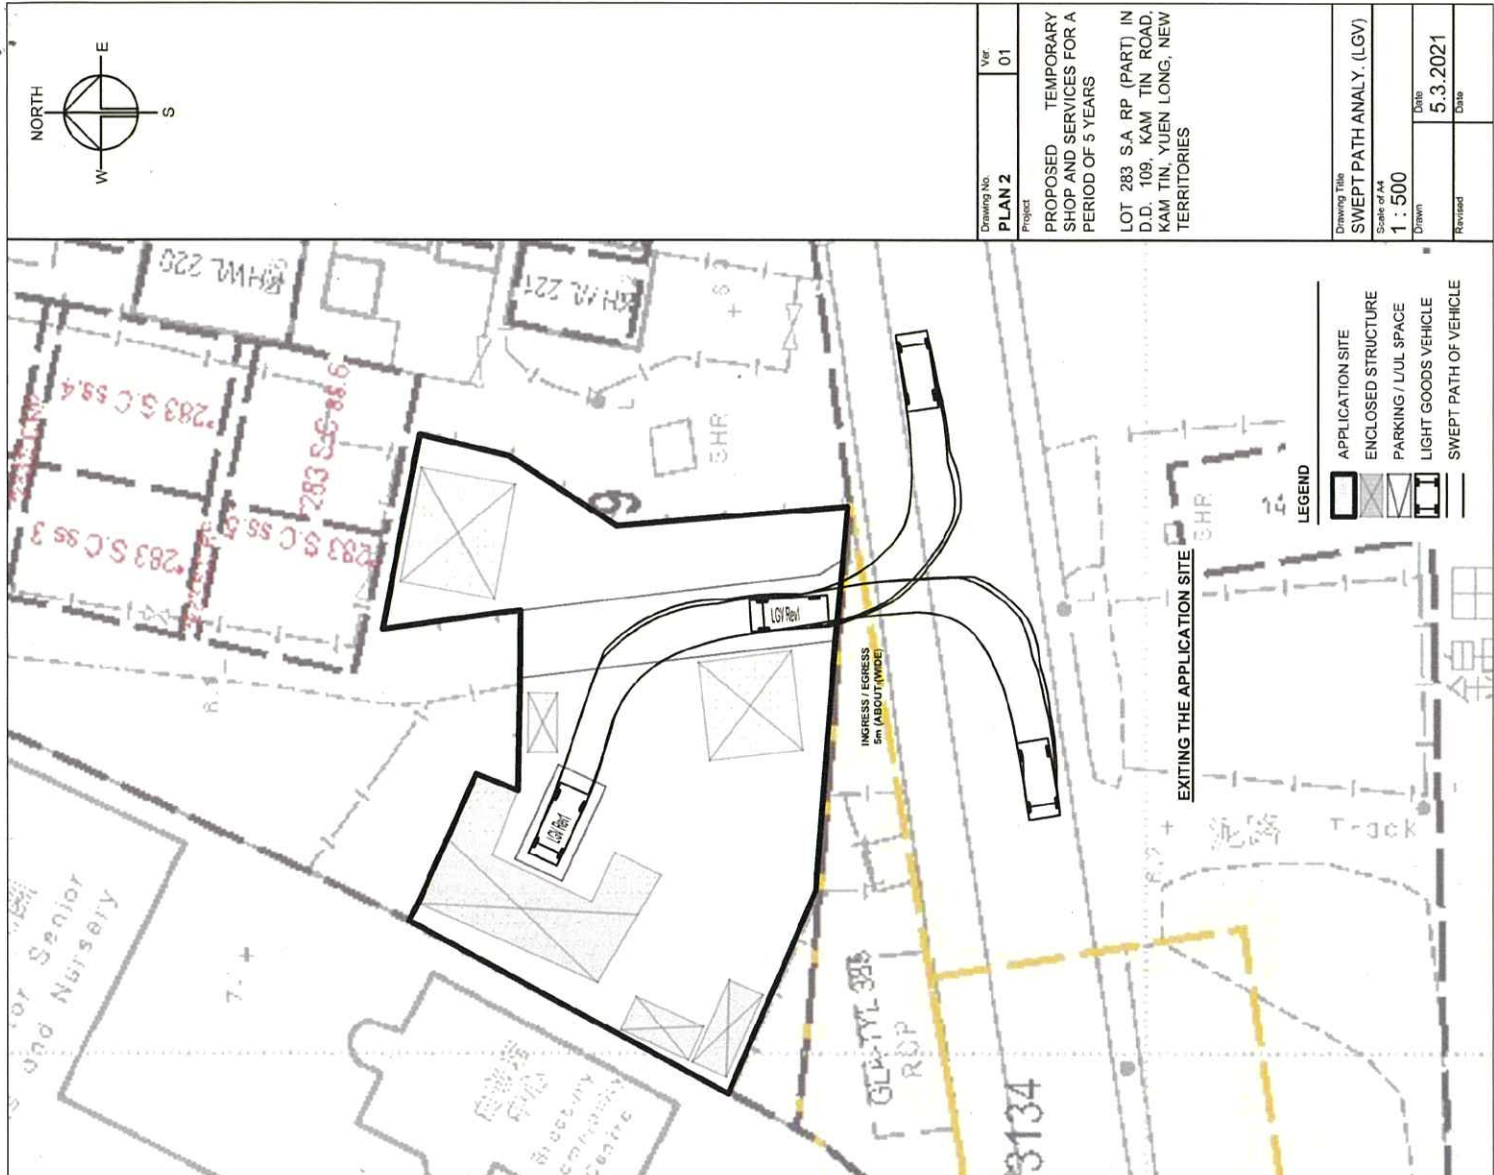 NORTH
W
E
S
Drawing No.
PLAN 2
Ver.
01
Project
PROPOSED TEMPORARY
SHOP AND SERVICES FOR A
PERIOD OF 5 YEARS
LOT 283 S.A RP (PART) IN
D.D. 109, KAM TIN ROAD,
KAM TIN, YUEN LONG, NEW
TERRITORIES
Drawing Title
SWEPT PATH ANALY. (LGV)
Scale of A4
1 : 500
Drawn
Date
5.3.2021
Revised
Date
LEGEND
APPLICATION SITE
ENCLOSED STRUCTURE
PARKING / L/UL SPACE
LIGHT GOODS VEHICLE
SWEPT PATH OF VEHICLE
EXITING THE APPLICATION SITE
INGRESS / EGRESS
5m (ABOUT)(WIDE)
LGV Rev1
LGV Rev1
283 S.C ss.4
283 S.C ss.6
283 S.C ss 3
283 S.C ss.5
220
221
9
Senior
and Nursery
Centre
RDP
3134
Track